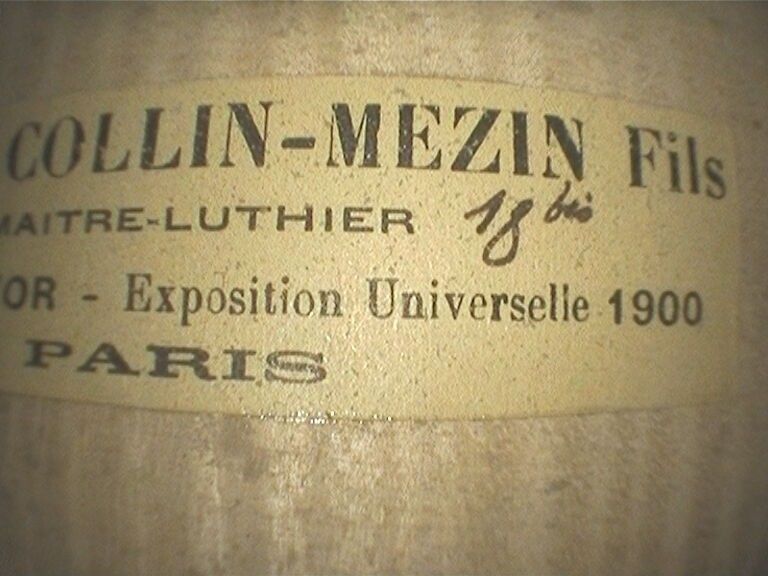 COLLIN-MEZIN Fils
MAITRE-LUTHIER 18 bis
OR - Exposition Universelle 1900
PARIS